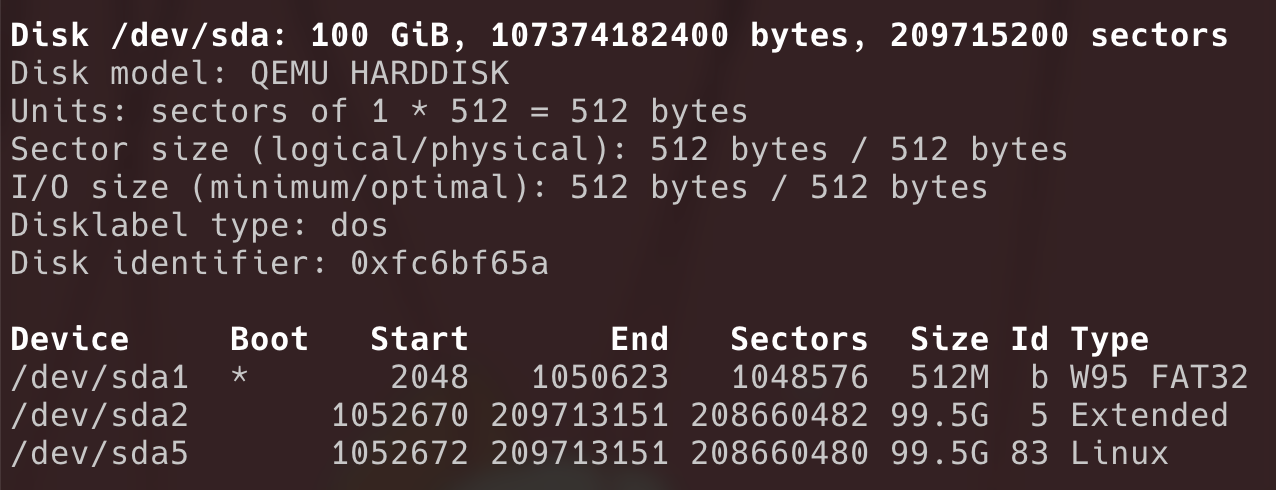 Disk /dev/sda: 100 GiB, 107374182400 bytes, 209715200 sectors
Disk model: QEMU HARDDISK
Units: sectors of 1 * 512 = 512 bytes
Sector size (logical/physical): 512 bytes / 512 bytes
I/O size (minimum/optimal): 512 bytes / 512 bytes
Disklabel type: dos
Disk identifier: 0xfc6bf65a

Device     Boot   Start       End   Sectors  Size Id Type
/dev/sda1  *       2048   1050623   1048576  512M  b W95 FAT32
/dev/sda2       1052670 209713151 208660482 99.5G  5 Extended
/dev/sda5       1052672 209713151 208660480 99.5G 83 Linux